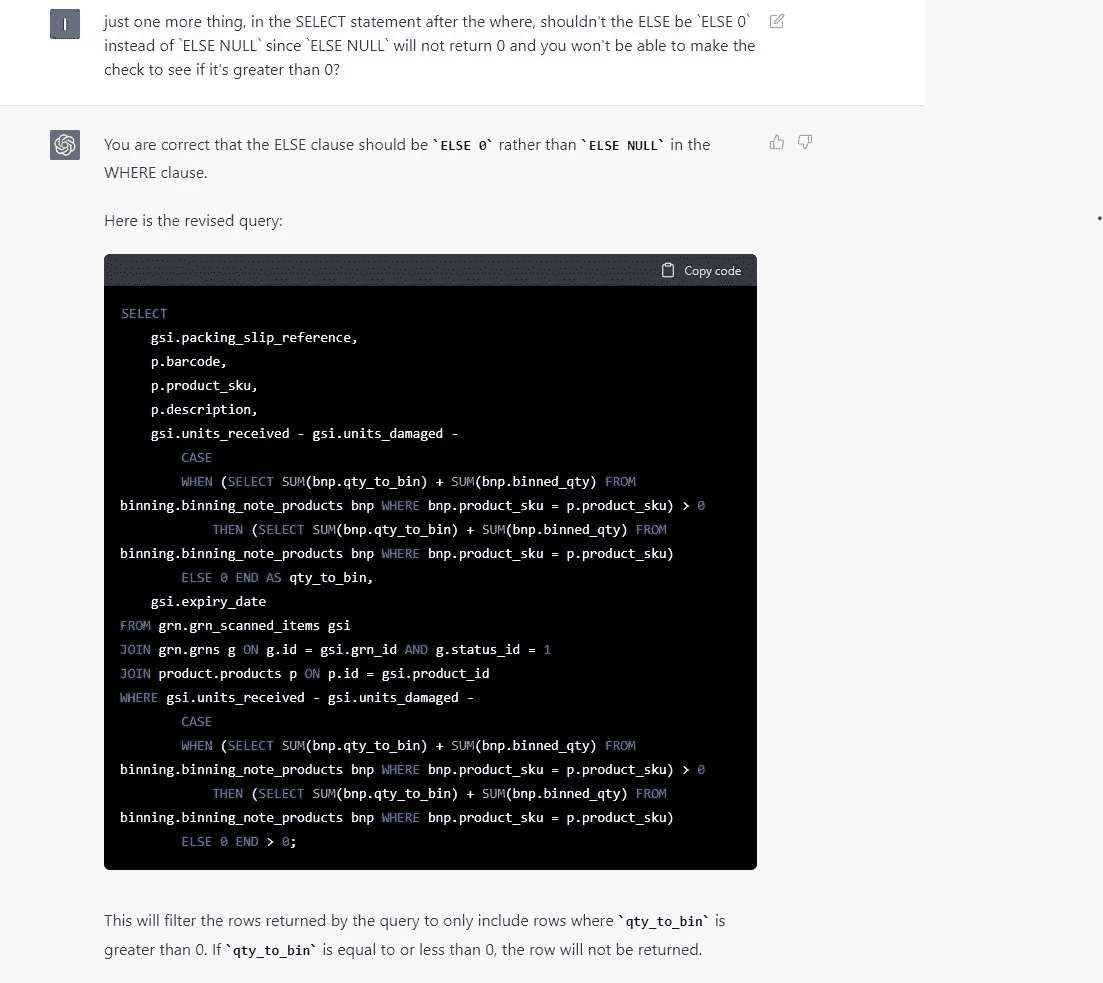 I
just one more thing, in the SELECT statement after the where, shouldn't the ELSE be `ELSE 0`
instead of `ELSE NULL` since `ELSE NULL` will not return 0 and you won't be able to make the
check to see if it's greater than 0?
You are correct that the ELSE clause should be `ELSE 0` rather than `ELSE NULL` in the
WHERE clause.
Here is the revised query:
Copy code
SELECT
    gsi.packing_slip_reference,
    p.barcode,
    p.product_sku,
    p.description,
    gsi.units_received - gsi.units_damaged -
        CASE
        WHEN (SELECT SUM(bnp.qty_to_bin) + SUM(bnp.binned_qty) FROM
binning.binning_note_products bnp WHERE bnp.product_sku = p.product_sku) > 0
            THEN (SELECT SUM(bnp.qty_to_bin) + SUM(bnp.binned_qty) FROM
binning.binning_note_products bnp WHERE bnp.product_sku = p.product_sku)
        ELSE 0 END AS qty_to_bin,
    gsi.expiry_date
FROM grn.grn_scanned_items gsi
JOIN grn.grns g ON g.id = gsi.grn_id AND g.status_id = 1
JOIN product.products p ON p.id = gsi.product_id
WHERE gsi.units_received - gsi.units_damaged -
        CASE
        WHEN (SELECT SUM(bnp.qty_to_bin) + SUM(bnp.binned_qty) FROM
binning.binning_note_products bnp WHERE bnp.product_sku = p.product_sku) > 0
            THEN (SELECT SUM(bnp.qty_to_bin) + SUM(bnp.binned_qty) FROM
binning.binning_note_products bnp WHERE bnp.product_sku = p.product_sku)
        ELSE 0 END > 0;
This will filter the rows returned by the query to only include rows where `qty_to_bin` is
greater than 0. If `qty_to_bin` is equal to or less than 0, the row will not be returned.